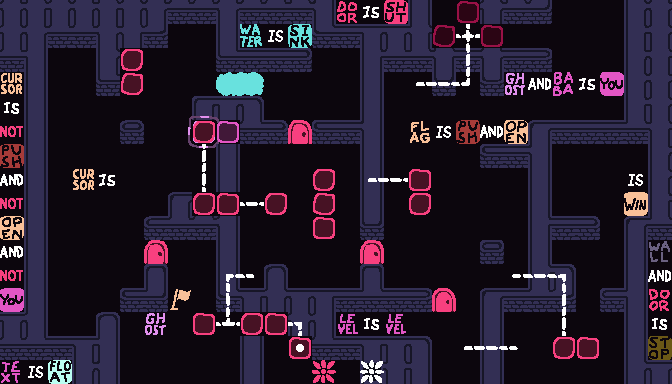 DOOR IS SHUT
WATER IS SINK
GHOST AND BABA IS YOU
FLAG IS PUSH AND OPEN
CURSOR
IS
NOT
PUSH
AND
NOT
OPEN
AND
NOT
YOU
CURSOR IS
IS
WIN
WALL
AND
DOOR
IS
STOP
GHOST
LEVEL IS LEVEL
TEXT IS FLOAT